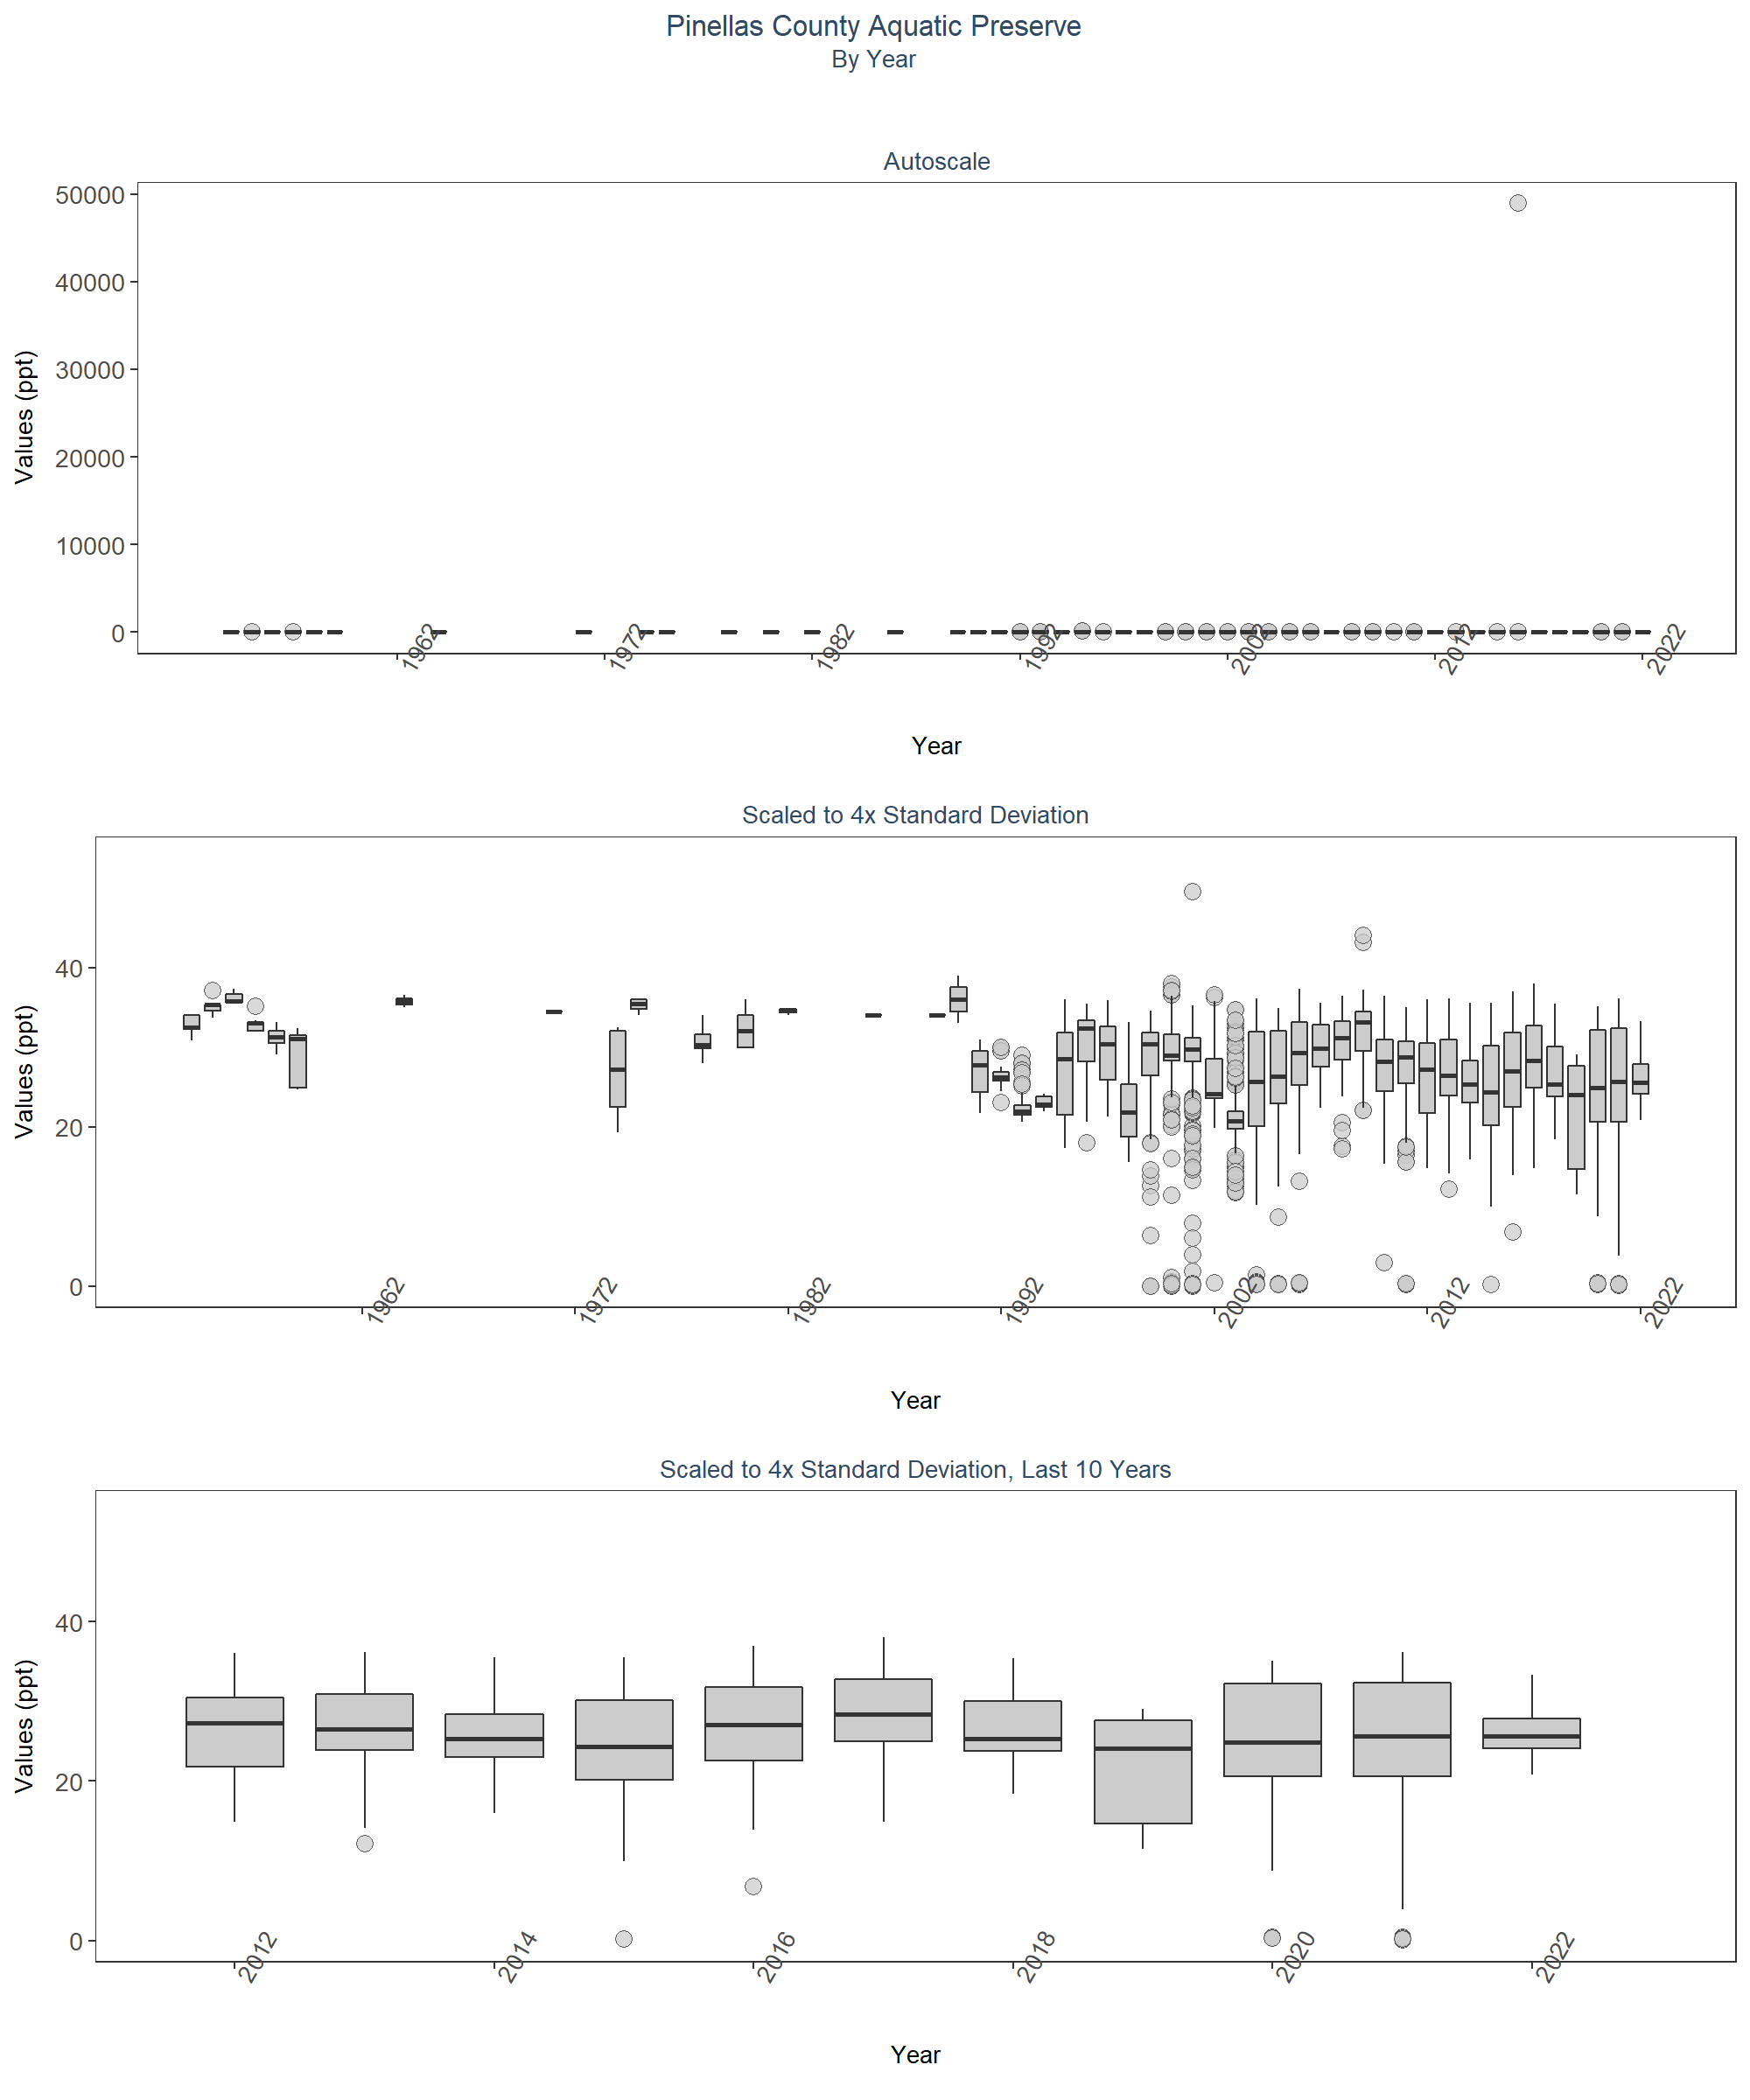 Pinellas County Aquatic Preserve
By Year
Autoscale
50000
40000
30000
20000
10000
0
Values (ppt)
1962
1972
1982
1992
2002
2012
2022
Year
Scaled to 4x Standard Deviation
40
20
0
Values (ppt)
1962
1972
1982
1992
2002
2012
2022
Year
Scaled to 4x Standard Deviation, Last 10 Years
40
20
0
Values (ppt)
2012
2014
2016
2018
2020
2022
Year